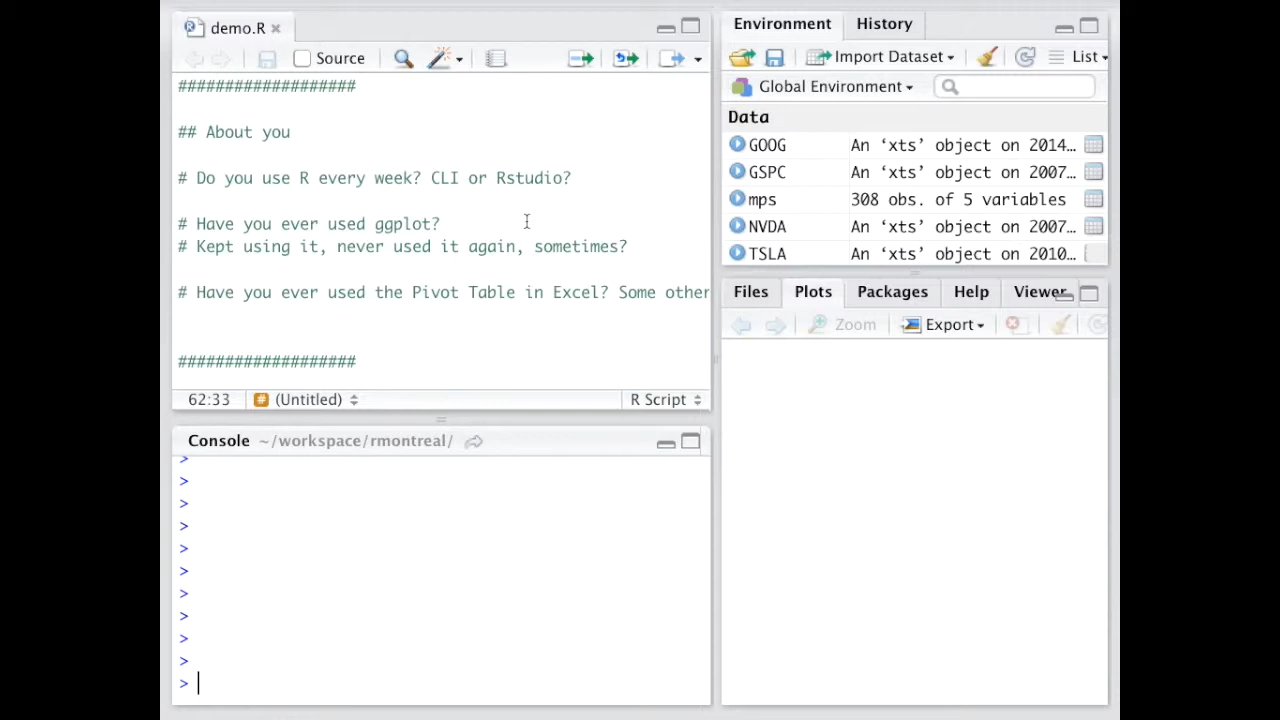 demo.R
Source
###################
## About you
# Do you use R every week? CLI or Rstudio?
# Have you ever used ggplot?
# Kept using it, never used it again, sometimes?
# Have you ever used the Pivot Table in Excel? Some other
###################
62:33 (Untitled) R Script
Console ~/workspace/rmontreal/
>
>
>
>
>
>
>
>
>
>
>
Environment History
Import Dataset List
Global Environment
Data
GOOG An ‘xts’ object on 2014…
GSPC An ‘xts’ object on 2007…
mps 308 obs. of 5 variables
NVDA An ‘xts’ object on 2007…
TSLA An ‘xts’ object on 2010…
Files Plots Packages Help Viewer
Zoom Export